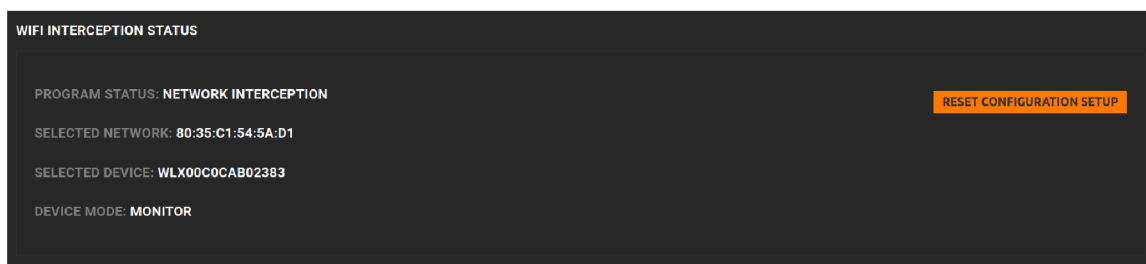 WIFI INTERCEPTION STATUS
PROGRAM STATUS: NETWORK INTERCEPTION
RESET CONFIGURATION SETUP
SELECTED NETWORK: 80:35:C1:54:5A:D1
SELECTED DEVICE: WLX00C0CAB02383
DEVICE MODE: MONITOR